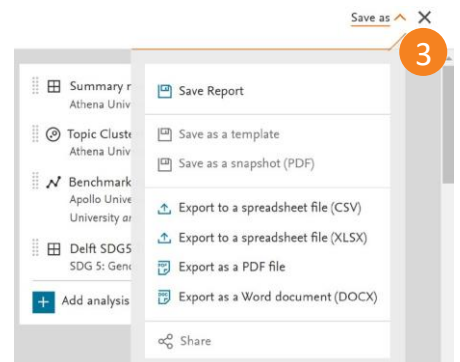 Save as
3
Summary r
Athena Univ
Topic Cluste
Athena Univ
Benchmark
Apollo Unive
University an
Delft SDG5
SDG 5: Gend
Add analysis
Save Report
Save as a template
Save as a snapshot (PDF)
Export to a spreadsheet file (CSV)
Export to a spreadsheet file (XLSX)
Export as a PDF file
Export as a Word document (DOCX)
Share